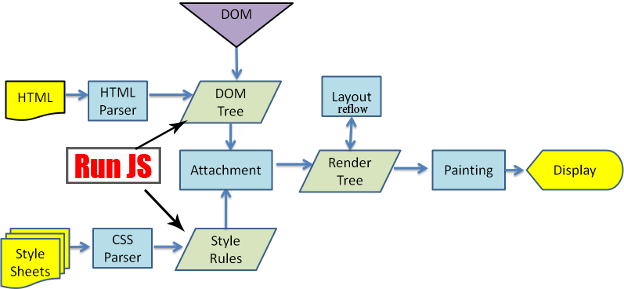 DOM
HTML
HTML
Parser
DOM
Tree
Layout
reflow
Run JS
Attachment
Render
Tree
Painting
Display
Style
Sheets
CSS
Parser
Style
Rules